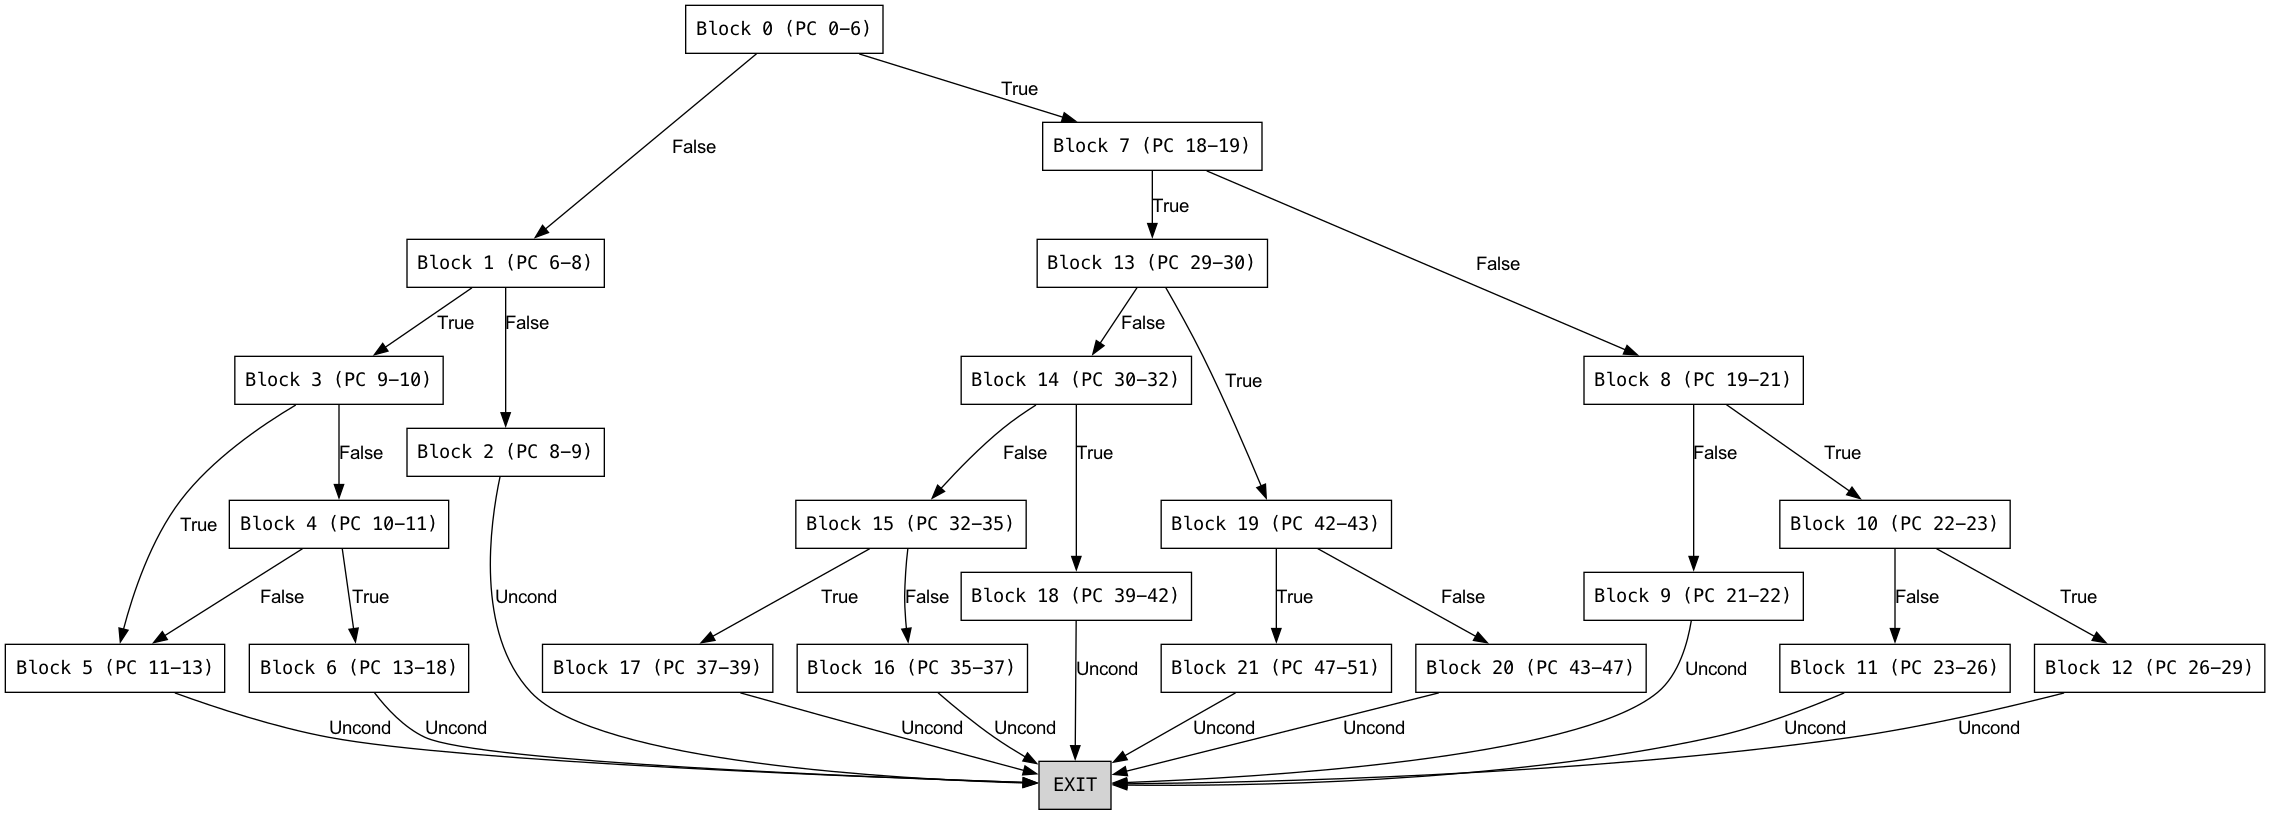 Block 0 (PC 0−6)
True
False
Block 7 (PC 18−19)
True
False
Block 1 (PC 6−8)
Block 13 (PC 29−30)
True
False
False
True
Block 3 (PC 9−10)
Block 14 (PC 30−32)
Block 8 (PC 19−21)
False
False
True
False
True
Block 2 (PC 8−9)
True
Block 4 (PC 10−11)
Block 15 (PC 32−35)
Block 19 (PC 42−43)
Block 10 (PC 22−23)
False
True
Uncond
True
False
Block 18 (PC 39−42)
True
False
Block 9 (PC 21−22)
False
True
Block 5 (PC 11−13)
Block 6 (PC 13−18)
Block 17 (PC 37−39)
Block 16 (PC 35−37)
Uncond
Block 21 (PC 47−51)
Block 20 (PC 43−47)
Uncond
Block 11 (PC 23−26)
Block 12 (PC 26−29)
Uncond
Uncond
Uncond
Uncond
Uncond
Uncond
Uncond
Uncond
EXIT